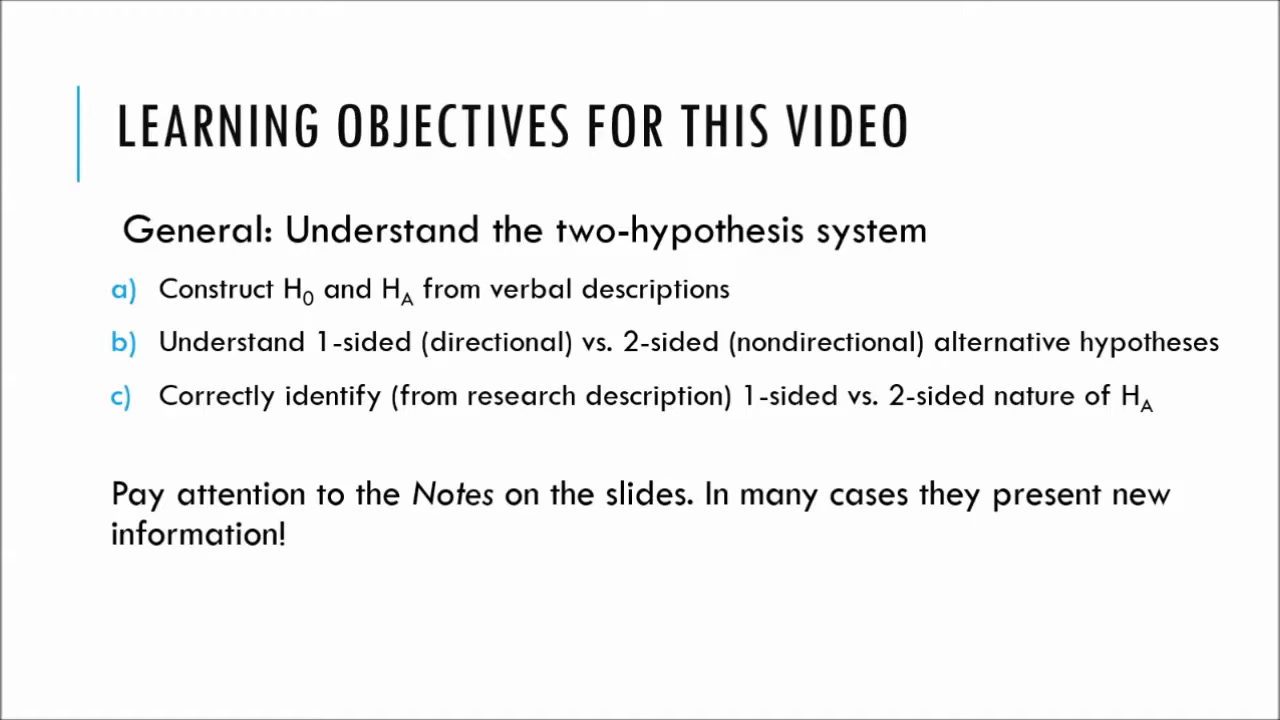 LEARNING OBJECTIVES FOR THIS VIDEO
General: Understand the two-hypothesis system
a) Construct H0 and HA from verbal descriptions
b) Understand 1-sided (directional) vs. 2-sided (nondirectional) alternative hypotheses
c) Correctly identify (from research description) 1-sided vs. 2-sided nature of HA
Pay attention to the Notes on the slides. In many cases they present new
information!